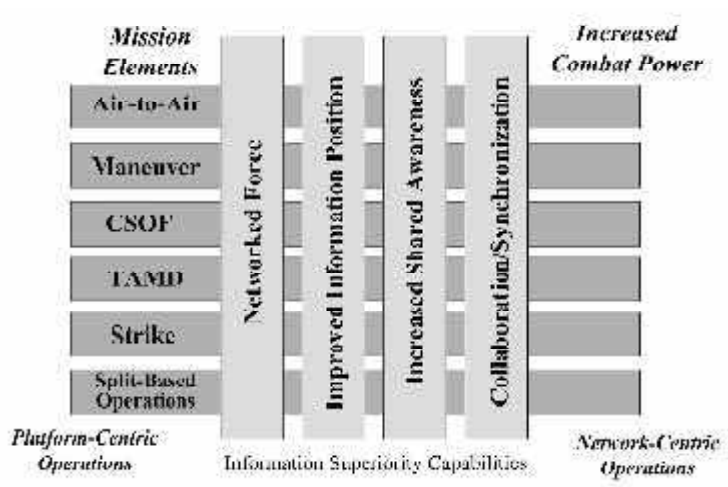 Mission
Elements
Increased
Combat Power
Air-to-Air
Maneuver
CSOF
TAMD
Strike
Split-Based
Operations
Networked Force
Improved Information Position
Increased Shared Awareness
Collaboration/Synchronization
Platform-Centric
Operations
Information Superiority Capabilities
Network-Centric
Operations